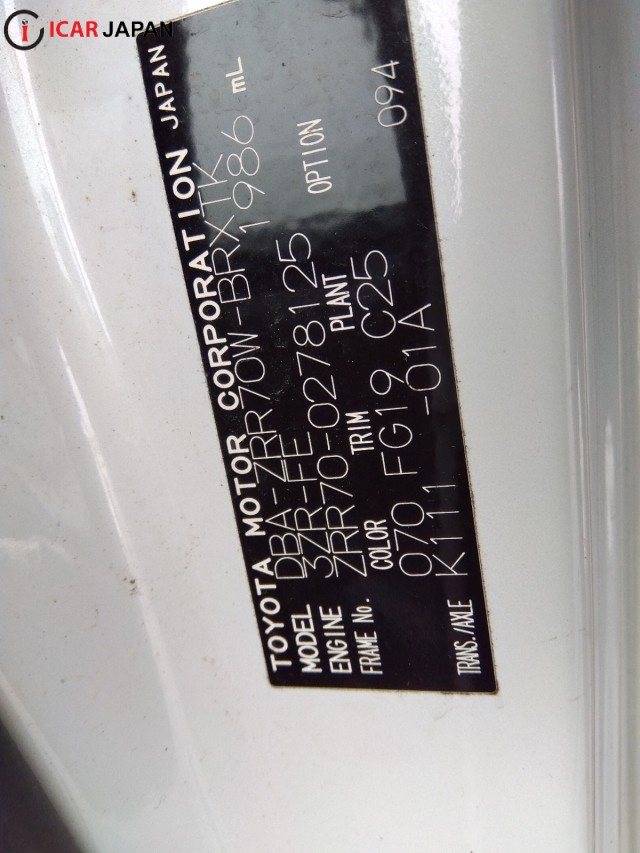 ICAR JAPAN
TOYOTA MOTOR CORPORATION JAPAN
MODEL DBA-ZRR70W-BRXTK
ENGINE 3ZR-FE 1986 mL
FRAME No. ZRR70-0278125
COLOR TRIM PLANT OPTION
070 FG19 C25 094
TRANS./AXLE K111 -01A